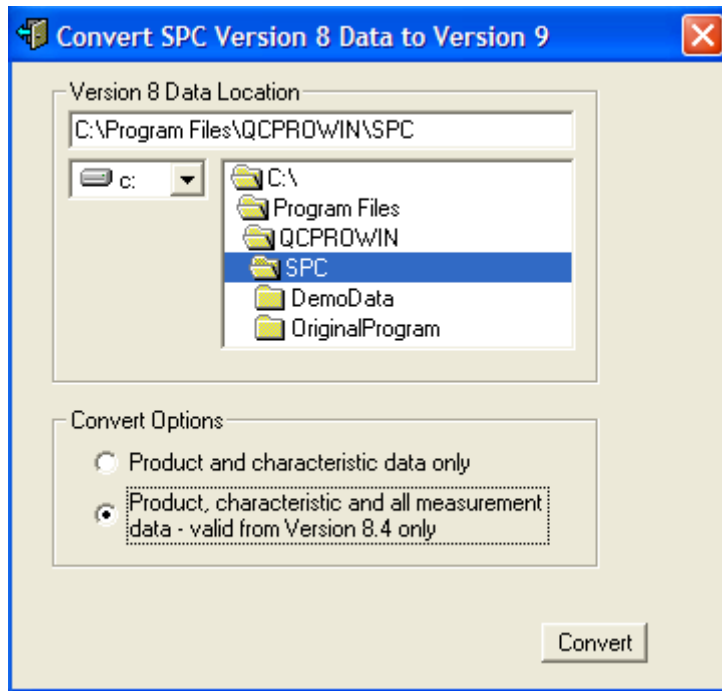 Convert SPC Version 8 Data to Version 9
Version 8 Data Location
C:\Program Files\QCPROWIN\SPC
c:
C:\
Program Files
QCPROWIN
SPC
DemoData
OriginalProgram
Convert Options
Product and characteristic data only
Product, characteristic and all measurement
data - valid from Version 8.4 only
Convert